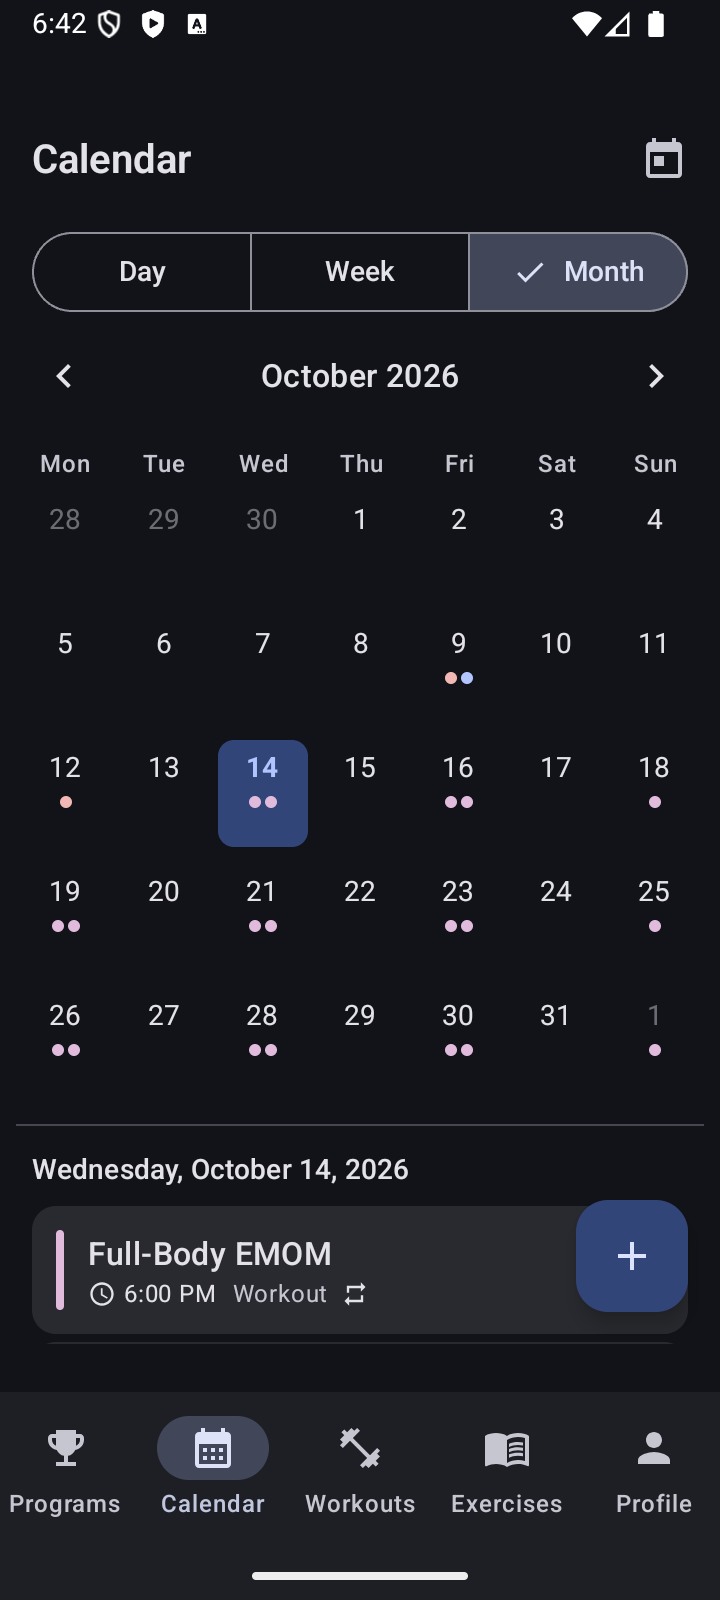 6:42
Calendar
Day Week Month
October 2026
Mon Tue Wed Thu Fri Sat Sun
28 29 30 1 2 3 4
5 6 7 8 9 10 11
12 13 14 15 16 17 18
19 20 21 22 23 24 25
26 27 28 29 30 31 1
Wednesday, October 14, 2026
Full-Body EMOM
6:00 PM Workout
Programs Calendar Workouts Exercises Profile